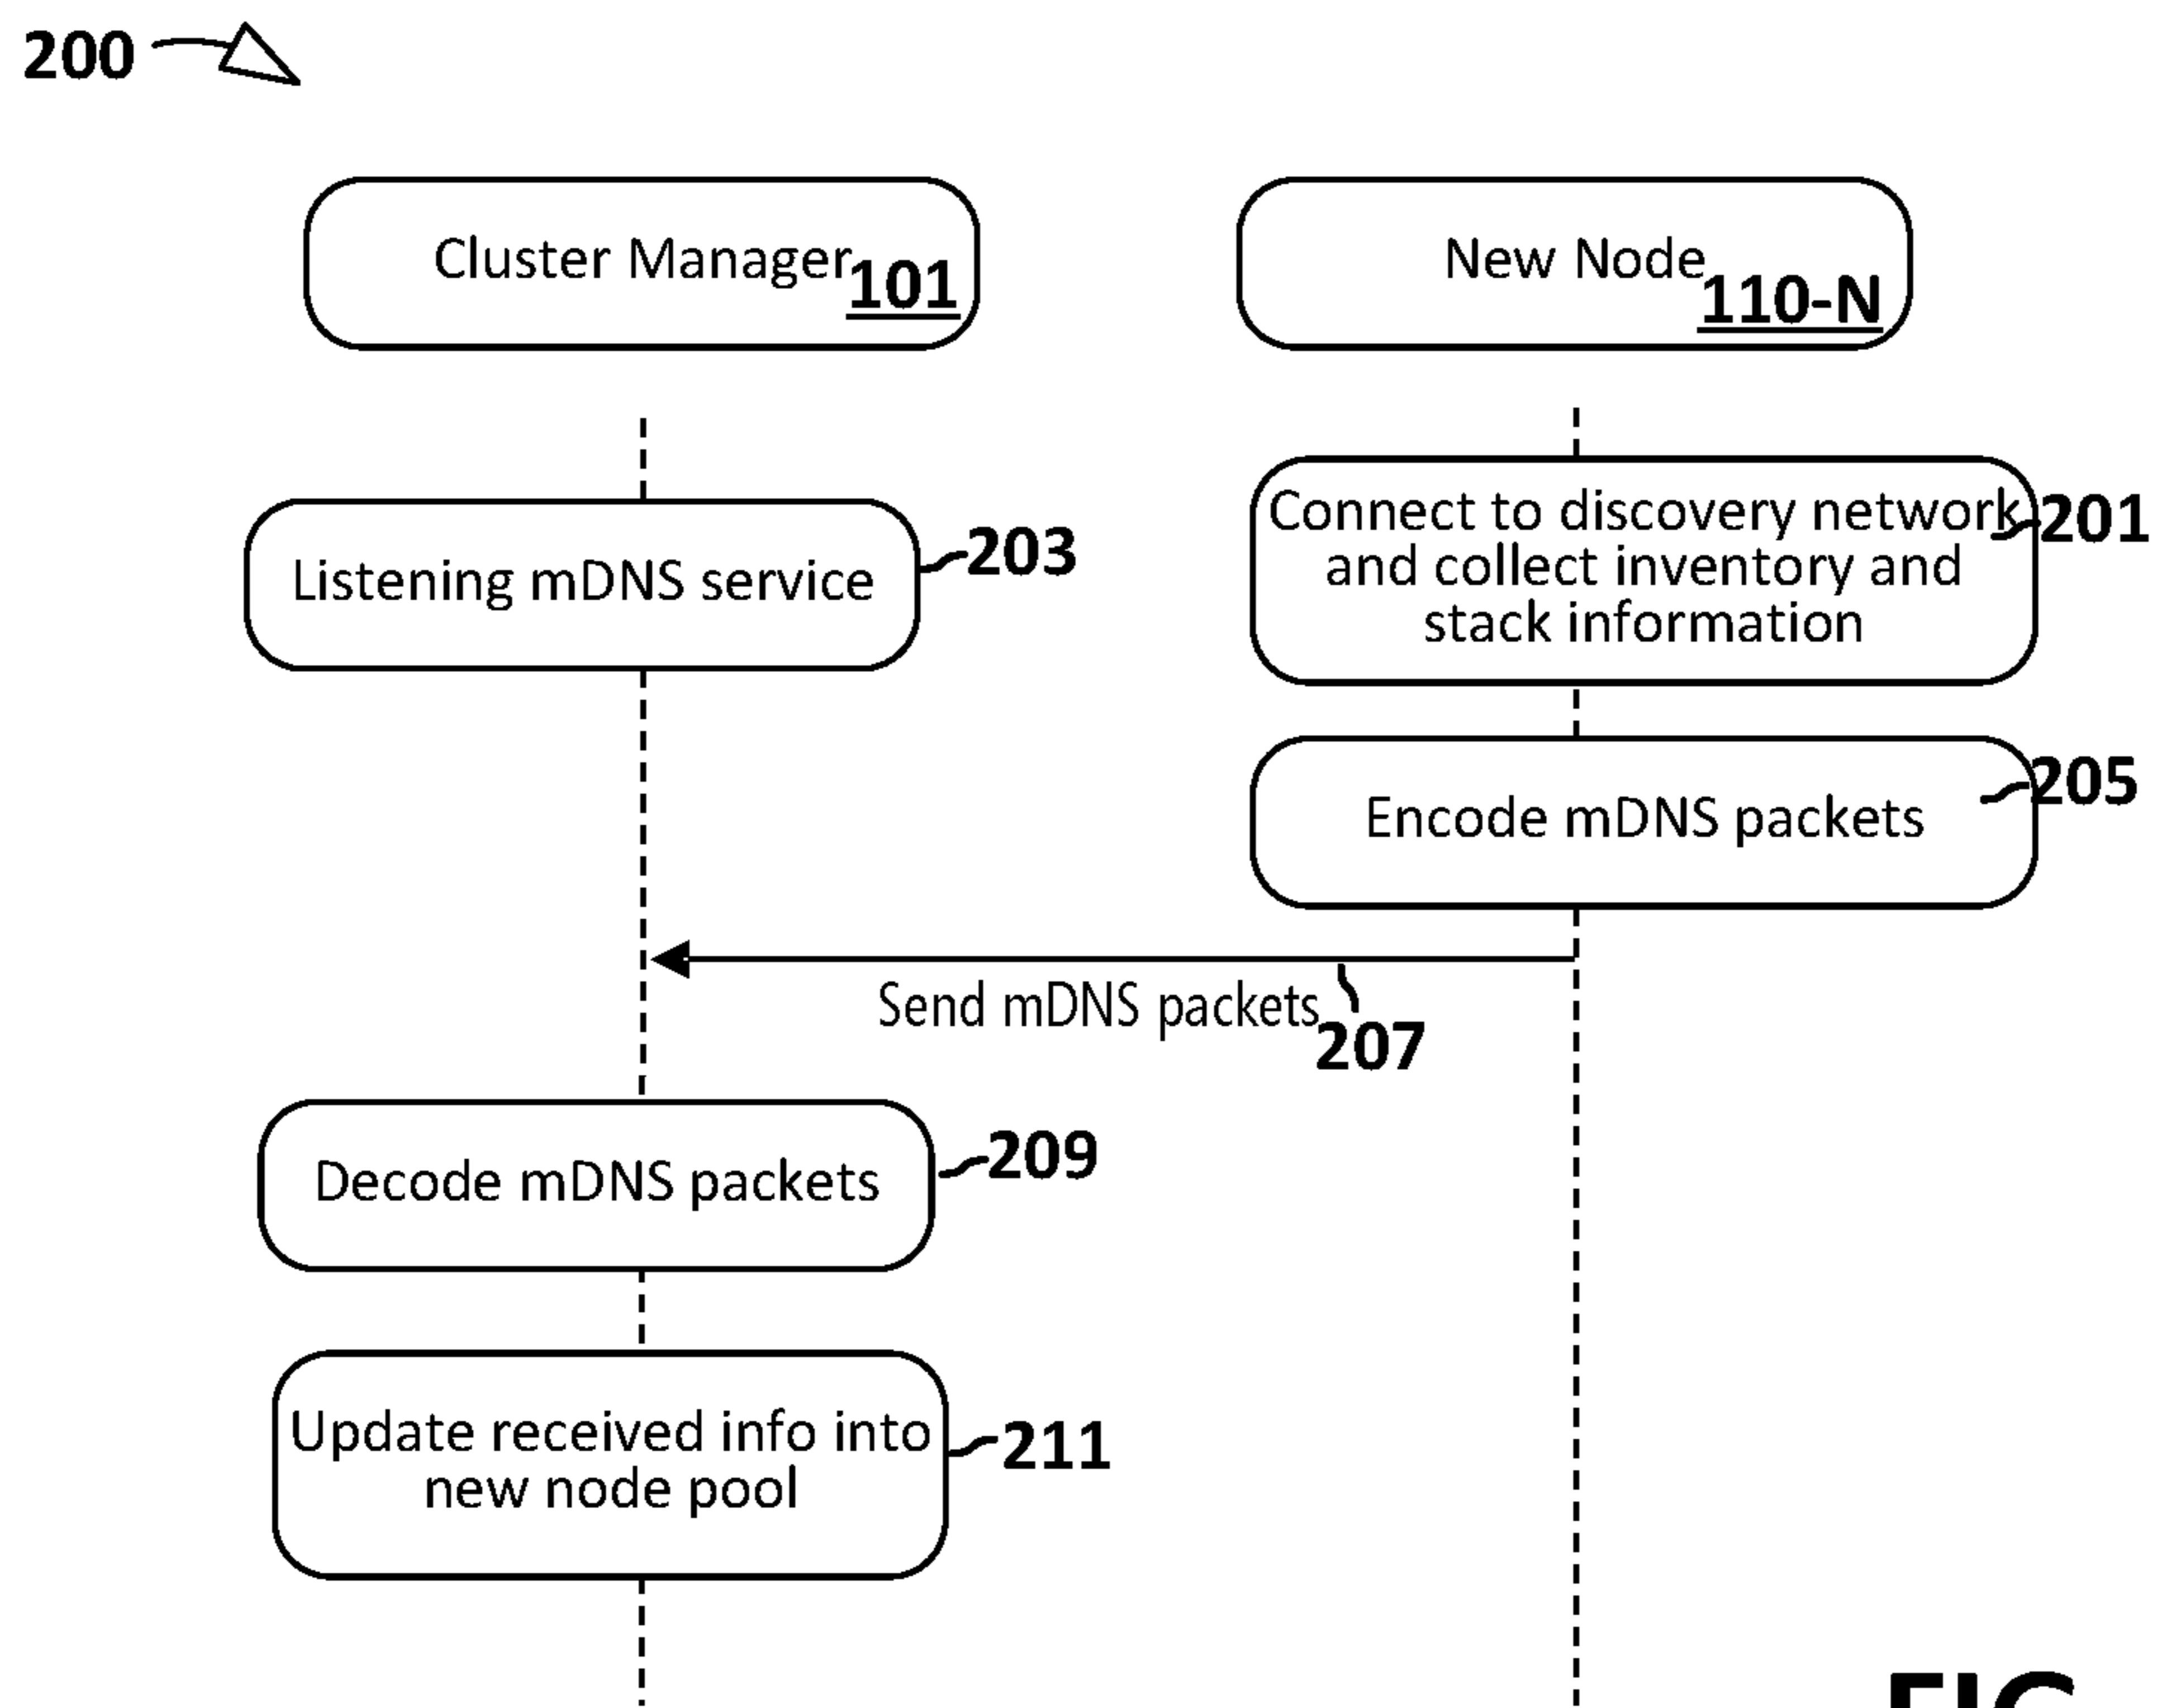 200
Cluster Manager 101
New Node 110-N
Connect to discovery network 201
and collect inventory and
stack information
Listening mDNS service 203
Encode mDNS packets 205
Send mDNS packets 207
Decode mDNS packets 209
Update received info into 211
new node pool